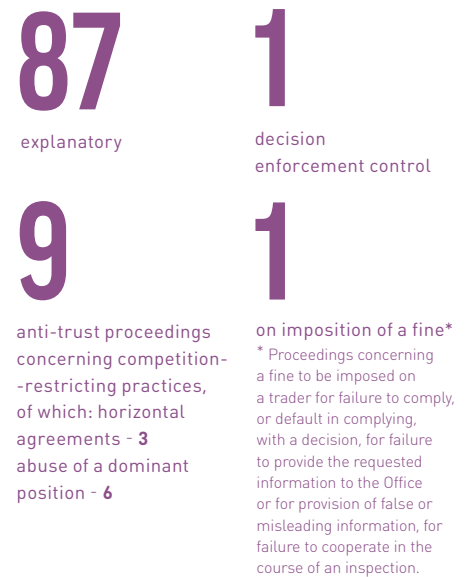 87
explanatory
1
decision
enforcement control
9
anti-trust proceedings
concerning competition-
-restricting practices,
of which: horizontal
agreements - 3
abuse of a dominant
position - 6
1
on imposition of a fine*
* Proceedings concerning
a fine to be imposed on
a trader for failure to comply,
or default in complying,
with a decision, for failure
to provide the requested
information to the Office
or for provision of false or
misleading information, for
failure to cooperate in the
course of an inspection.